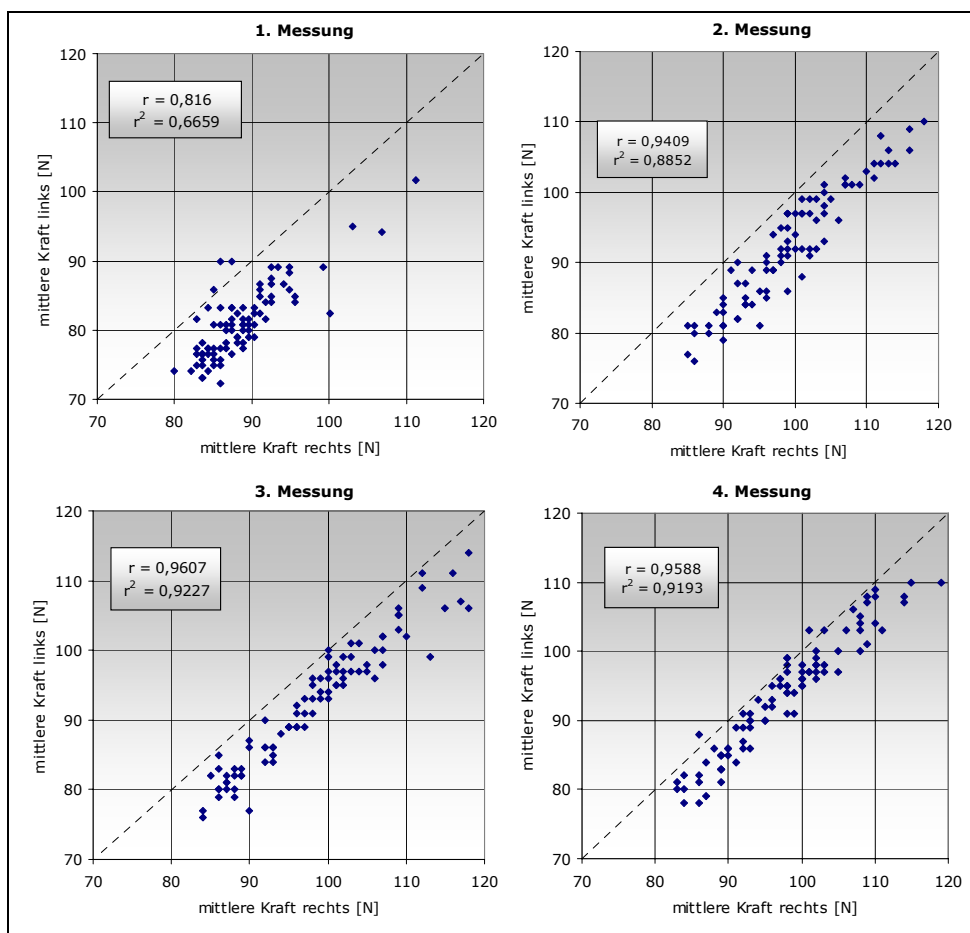 1. Messung
r = 0,816
r² = 0,6659
120
110
100
90
80
70
mittlere Kraft links [N]
70 80 90 100 110 120
mittlere Kraft rechts [N]
2. Messung
r = 0,9409
r² = 0,8852
120
110
100
90
80
70
mittlere Kraft links [N]
70 80 90 100 110 120
mittlere Kraft rechts [N]
3. Messung
r = 0,9607
r² = 0,9227
120
110
100
90
80
70
mittlere Kraft links [N]
70 80 90 100 110 120
mittlere Kraft rechts [N]
4. Messung
r = 0,9588
r² = 0,9193
120
110
100
90
80
70
mittlere Kraft links [N]
70 80 90 100 110 120
mittlere Kraft rechts [N]